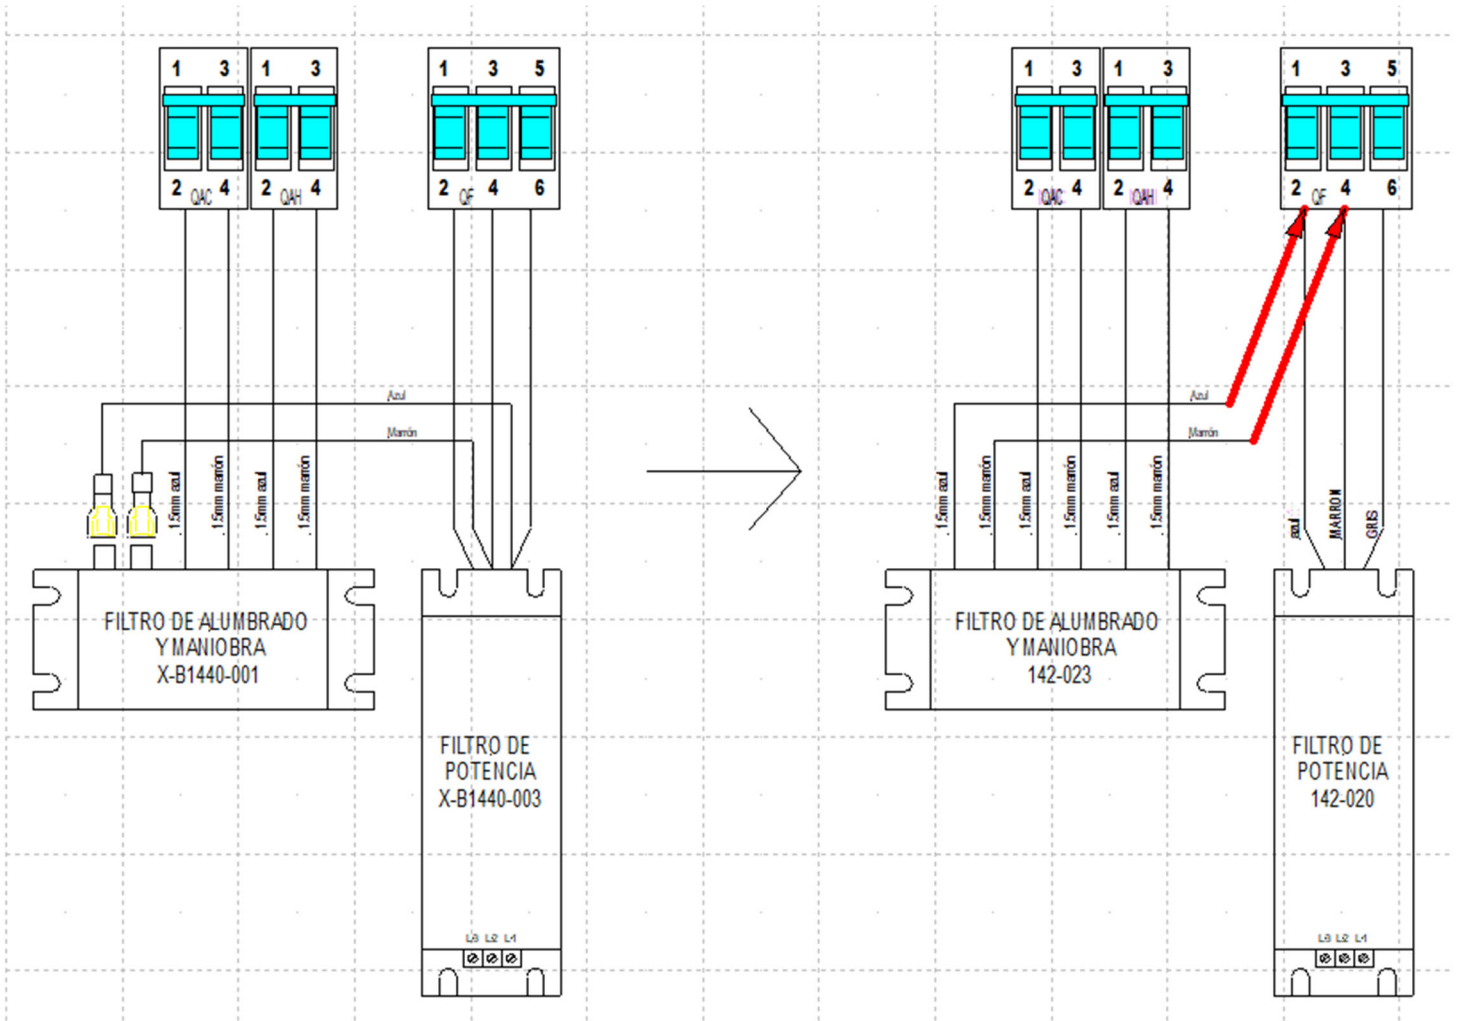 1 3 1 3 1 3 5
2 QAC 4 2 QAH 4 2 QF 4 6
Azul
Marrón
1.5mm azul
1.5mm marrón
1.5mm azul
1.5mm marrón
FILTRO DE ALUMBRADO
Y MANIOBRA
X-B1440-001
FILTRO DE
POTENCIA
X-B1440-003
L3 L2 L1
1 3 1 3 1 3 5
2 QAC 4 2 QAH 4 2 QF 4 6
Azul
Marrón
1.5mm azul
1.5mm marrón
1.5mm azul
1.5mm marrón
1.5mm azul
1.5mm marrón
azul
MARRON
GRIS
FILTRO DE ALUMBRADO
Y MANIOBRA
142-023
FILTRO DE
POTENCIA
142-020
L3 L2 L1